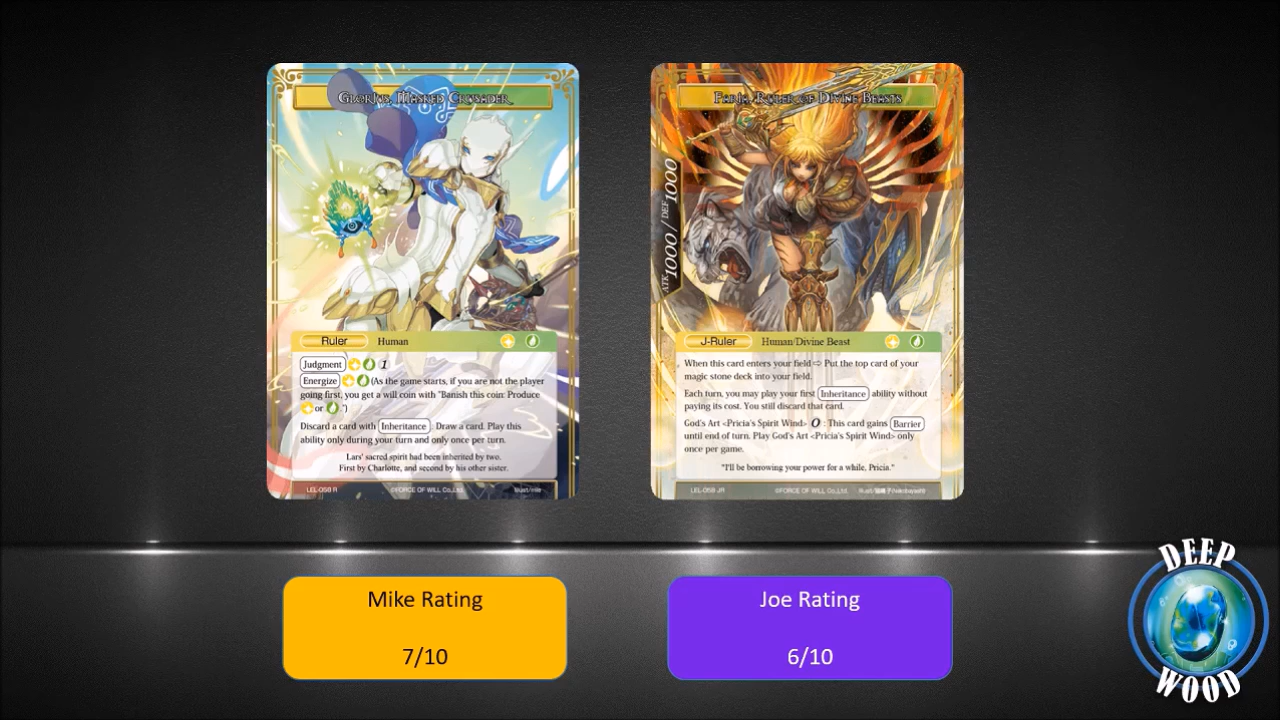 Glorius, Masked Crusader
Ruler Human
Judgment 1
Energize (As the game starts, if you are not the player
going first, you get a will coin with "Banish this coin: Produce
or .")
Discard a card with Inheritance : Draw a card. Play this
ability only during your turn and only once per turn.
Lars' sacred spirit had been inherited by two.
First by Charlotte, and second by his other sister.
LEL-058 R ©FORCE OF WILL Co.,Ltd.
Faria, Ruler of Divine Beasts
ATK 1000 / DEF 1000
J-Ruler Human/Divine Beast
When this card enters your field ⇨ Put the top card of your
magic stone deck into your field.
Each turn, you may play your first Inheritance ability without
paying its cost. You still discard that card.
God's Art <Pricia's Spirit Wind> 0 : This card gains Barrier
until end of turn. Play God's Art <Pricia's Spirit Wind> only
once per game.
"I'll be borrowing your power for a while, Pricia."
LEL-058 JR ©FORCE OF WILL Co.,Ltd.
Mike Rating
7/10
Joe Rating
6/10
DEEP
WOOD